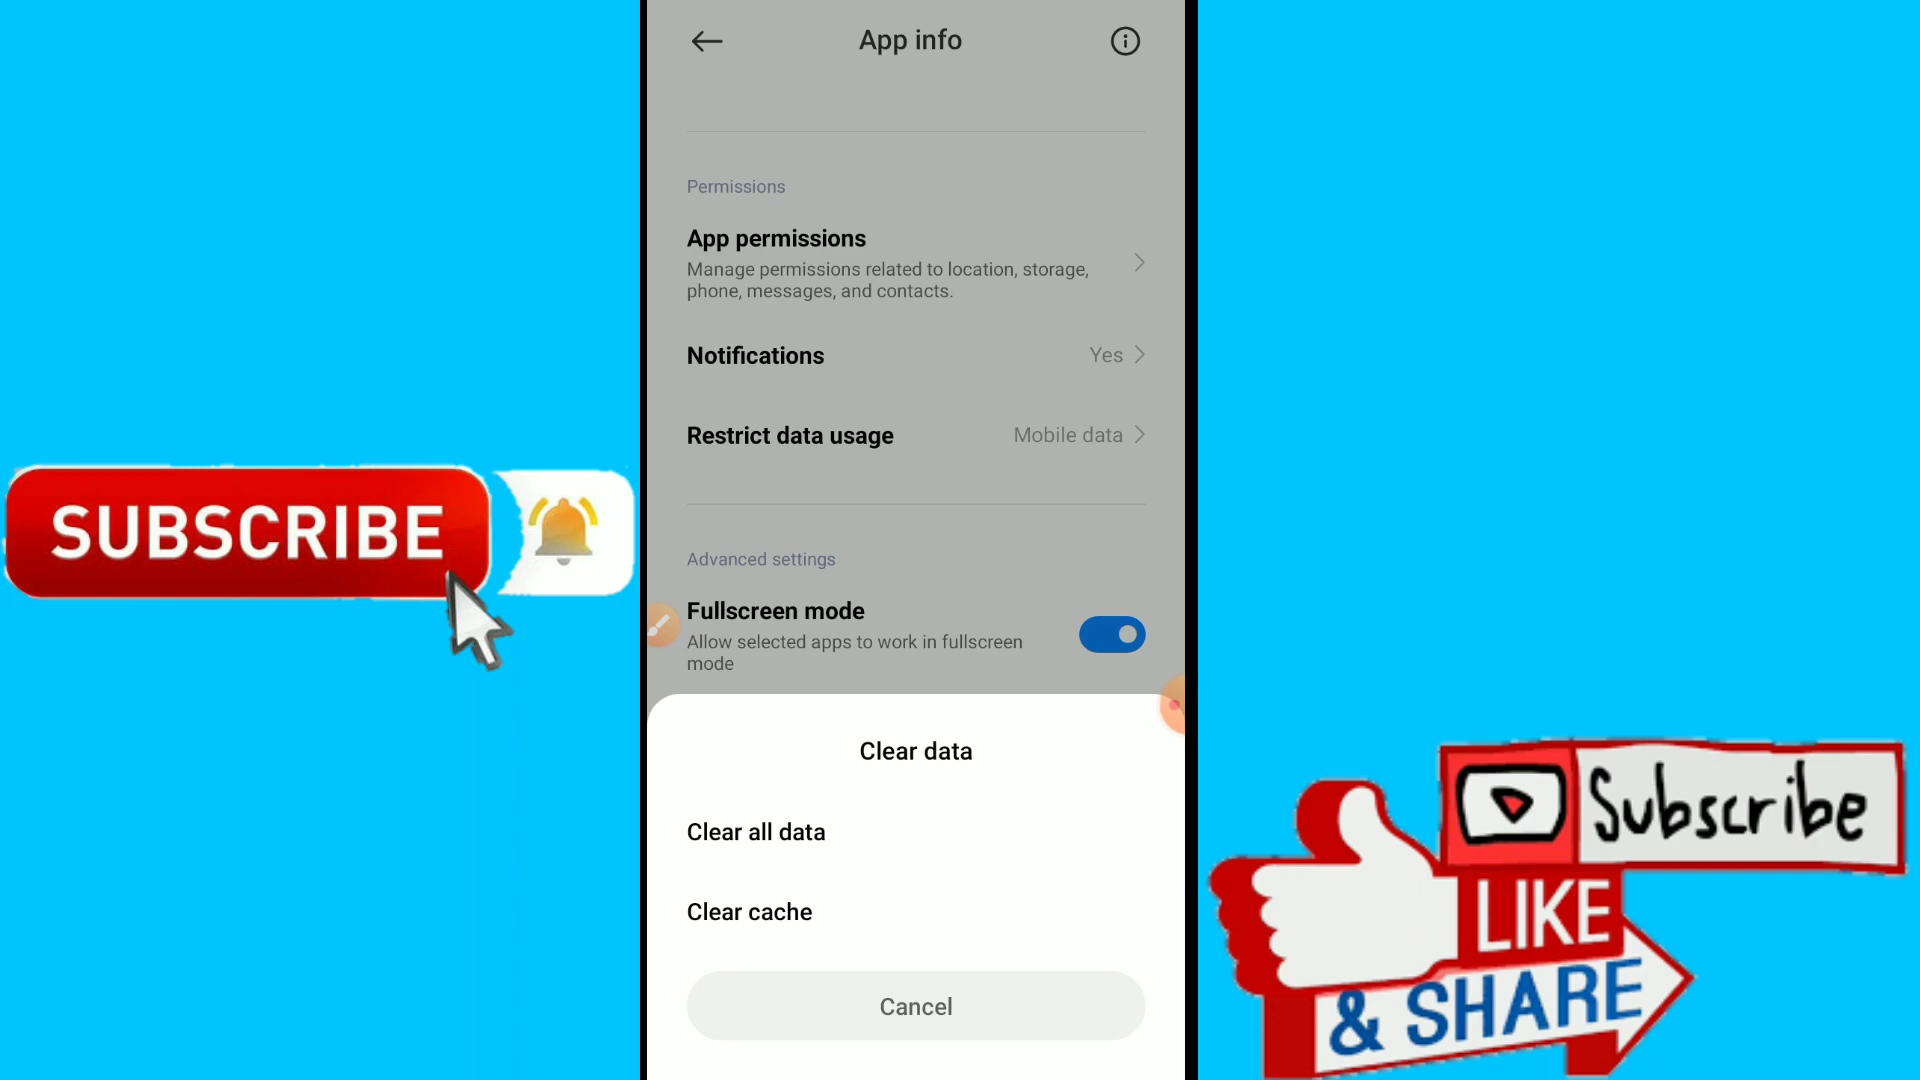 App info
Permissions
App permissions
Manage permissions related to location, storage,
phone, messages, and contacts.
Notifications
Yes
Restrict data usage
Mobile data
Advanced settings
Fullscreen mode
Allow selected apps to work in fullscreen
mode
Clear data
Clear all data
Clear cache
Cancel
SUBSCRIBE
Subscribe
LIKE
& SHARE